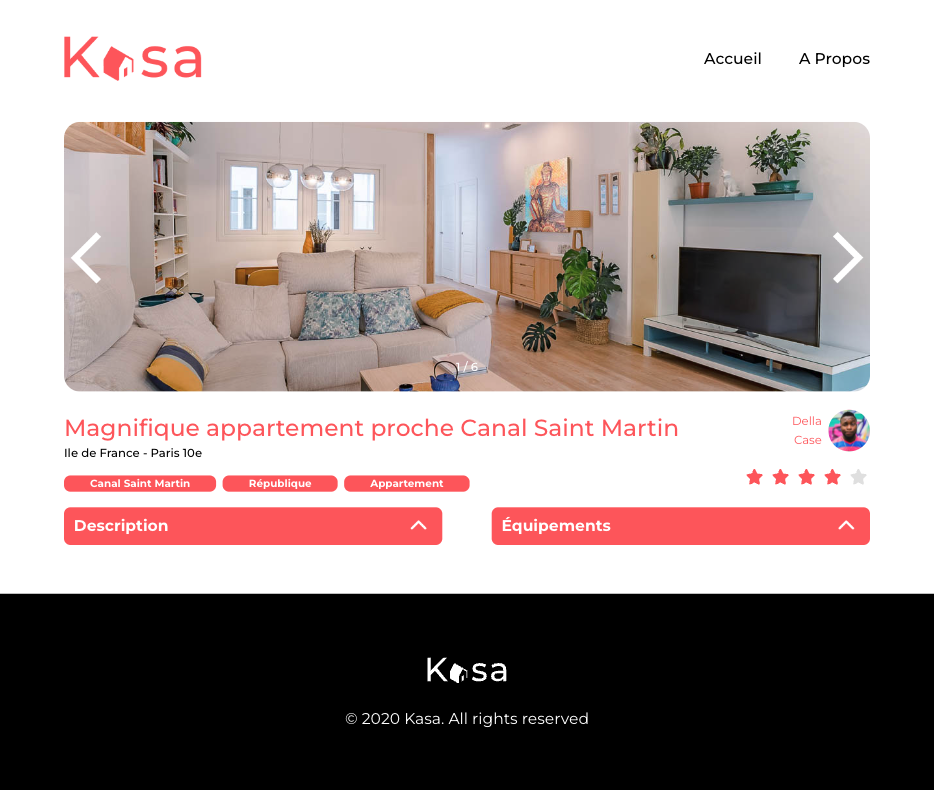 Kasa
Accueil A Propos
1 / 6
Magnifique appartement proche Canal Saint Martin
Ile de France - Paris 10e
Della
Case
Canal Saint Martin République Appartement
Description
Équipements
Kasa
© 2020 Kasa. All rights reserved